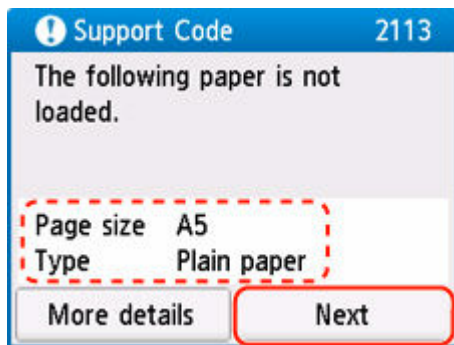 Support Code 2113
The following paper is not
loaded.
Page size A5
Type Plain paper
More details Next